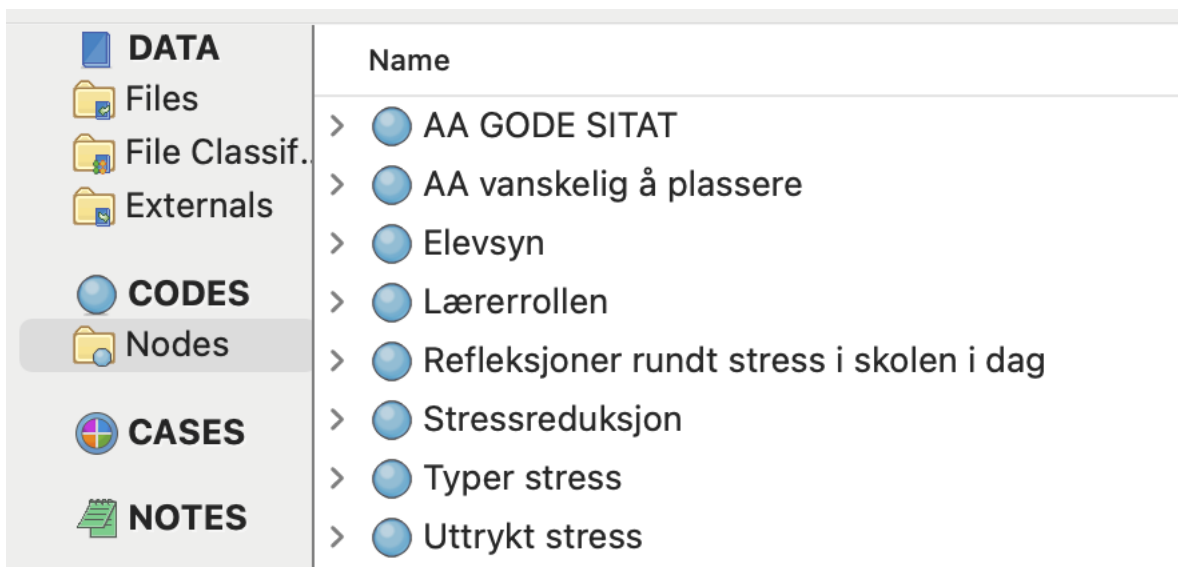 DATA
Files
File Classif..
Externals
CODES
Nodes
CASES
NOTES
Name
AA GODE SITAT
AA vanskelig å plassere
Elevsyn
Lærerrollen
Refleksjoner rundt stress i skolen i dag
Stressreduksjon
Typer stress
Uttrykt stress